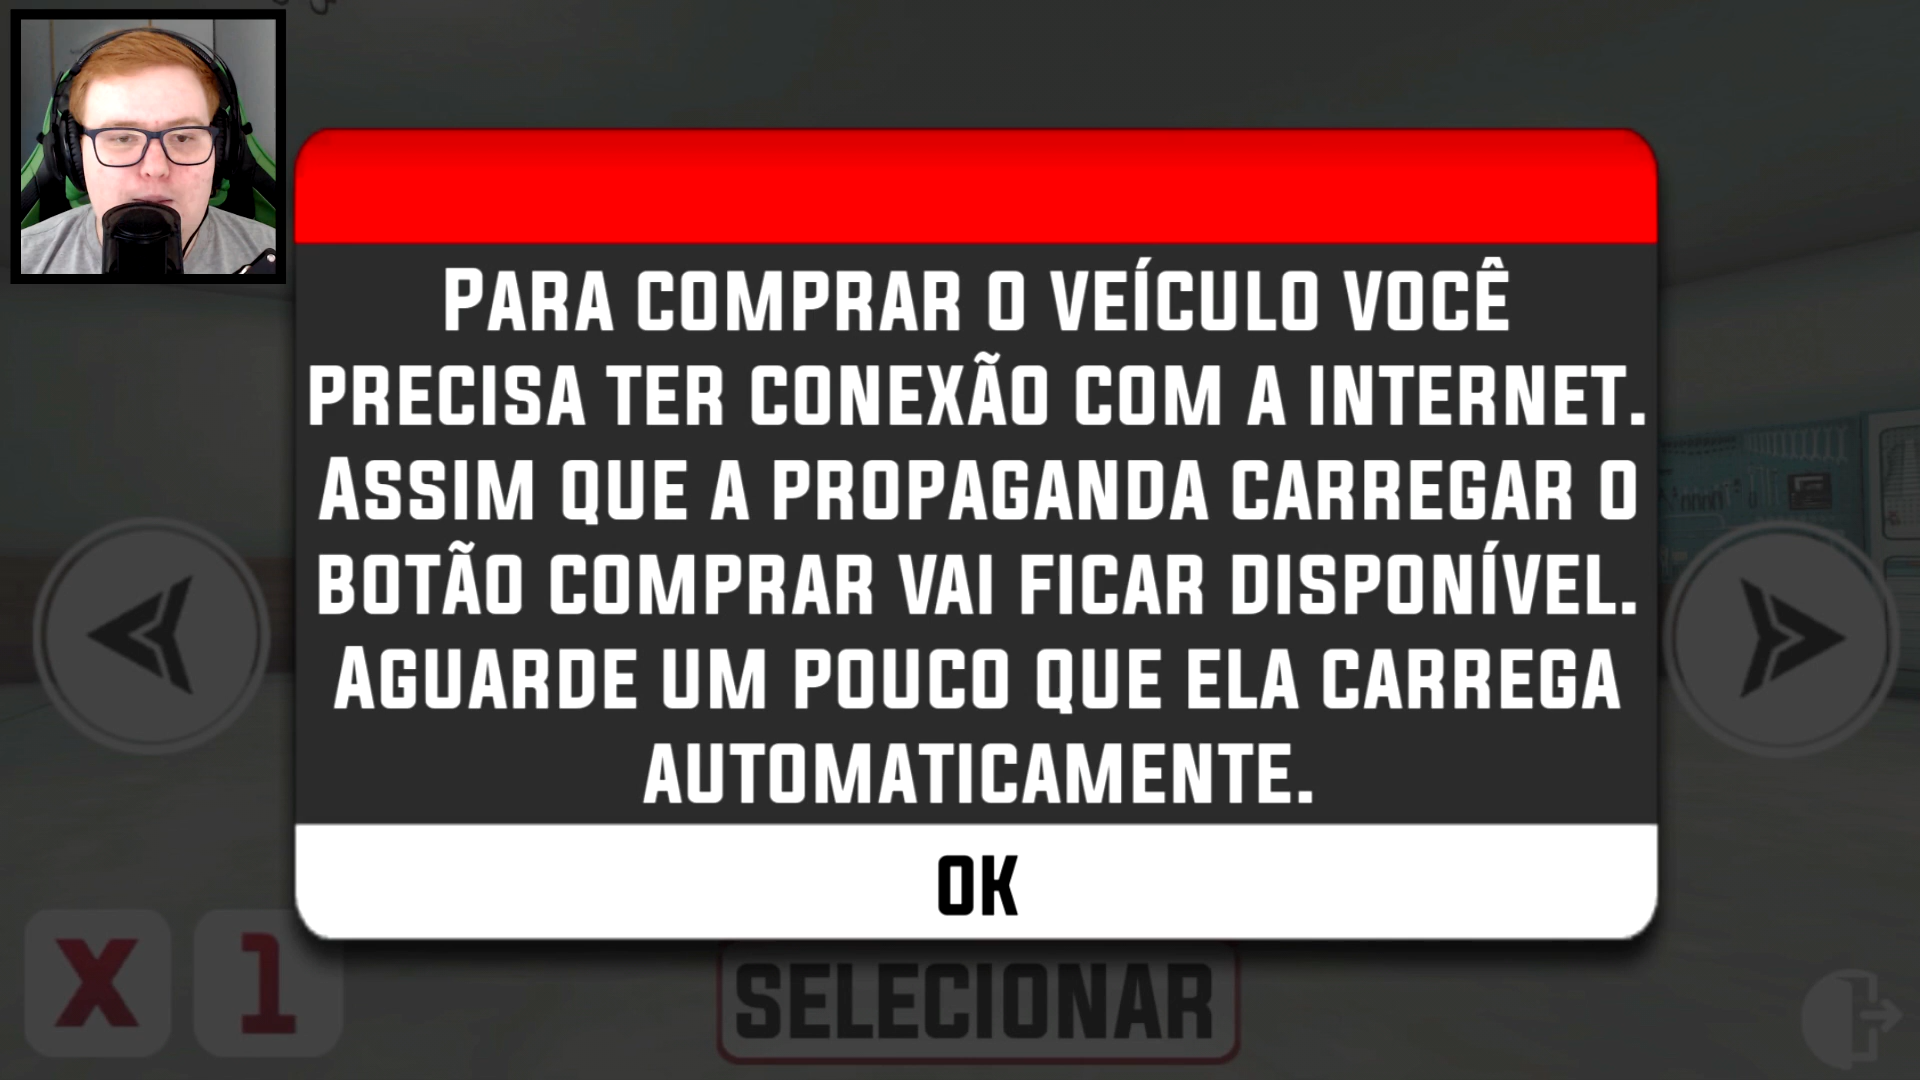 Para comprar o veículo você
precisa ter conexão com a internet.
Assim que a propaganda carregar o
botão comprar vai ficar disponível.
Aguarde um pouco que ela carrega
automaticamente.
OK
X 1
SELECIONAR